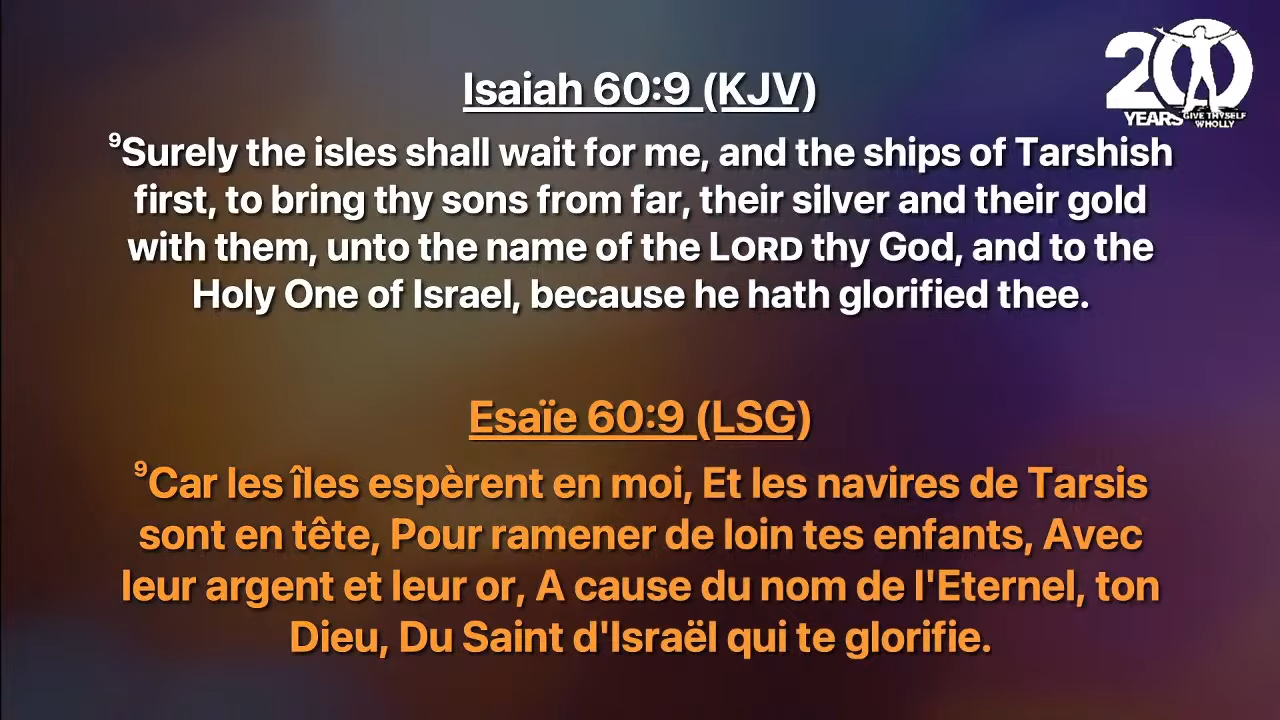 Isaiah 60:9 (KJV)
20
YEARS
GIVE THYSELF
WHOLLY
⁹Surely the isles shall wait for me, and the ships of Tarshish
first, to bring thy sons from far, their silver and their gold
with them, unto the name of the LORD thy God, and to the
Holy One of Israel, because he hath glorified thee.
Esaïe 60:9 (LSG)
⁹Car les îles espèrent en moi, Et les navires de Tarsis
sont en tête, Pour ramener de loin tes enfants, Avec
leur argent et leur or, A cause du nom de l'Eternel, ton
Dieu, Du Saint d'Israël qui te glorifie.